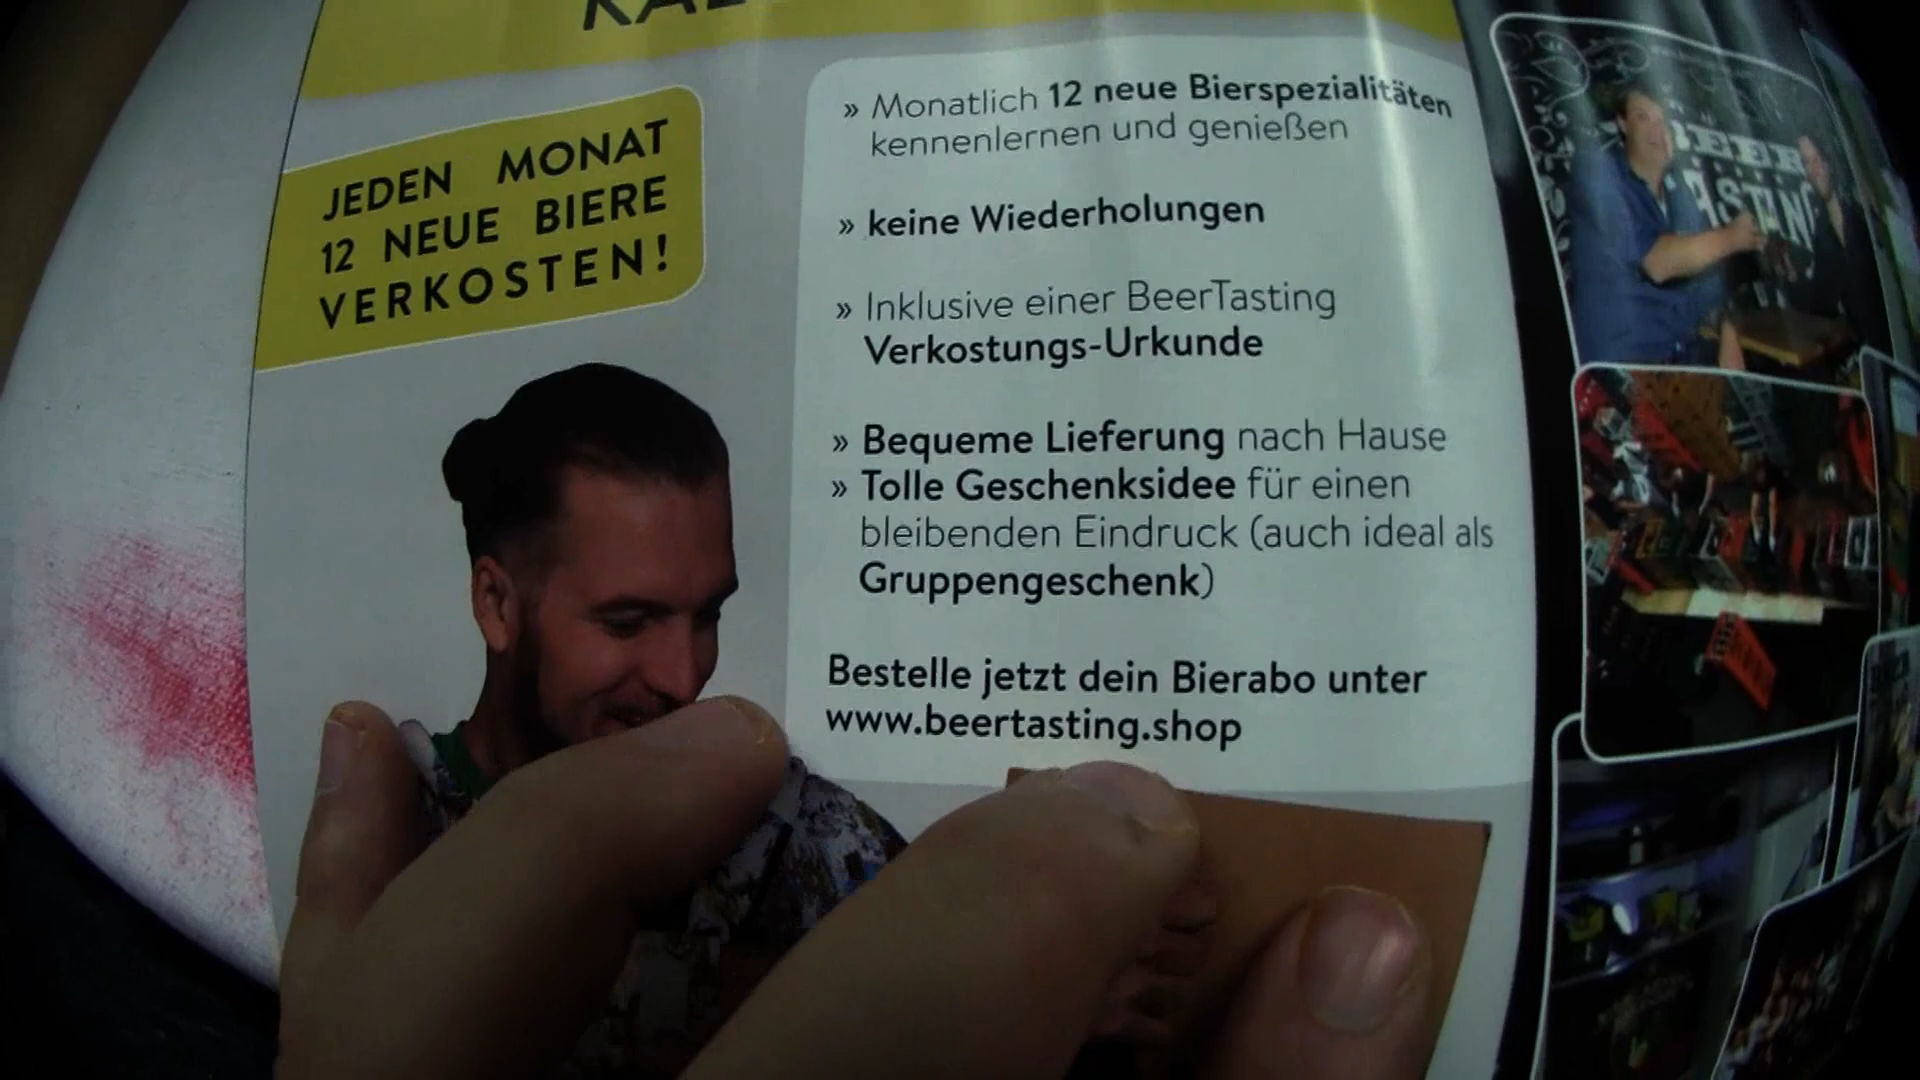 JEDEN MONAT
12 NEUE BIERE
VERKOSTEN!
» Monatlich 12 neue Bierspezialitäten
kennenlernen und genießen
» keine Wiederholungen
» Inklusive einer BeerTasting
Verkostungs-Urkunde
» Bequeme Lieferung nach Hause
» Tolle Geschenksidee für einen
bleibenden Eindruck (auch ideal als
Gruppengeschenk)
Bestelle jetzt dein Bierabo unter
www.beertasting.shop
BEER